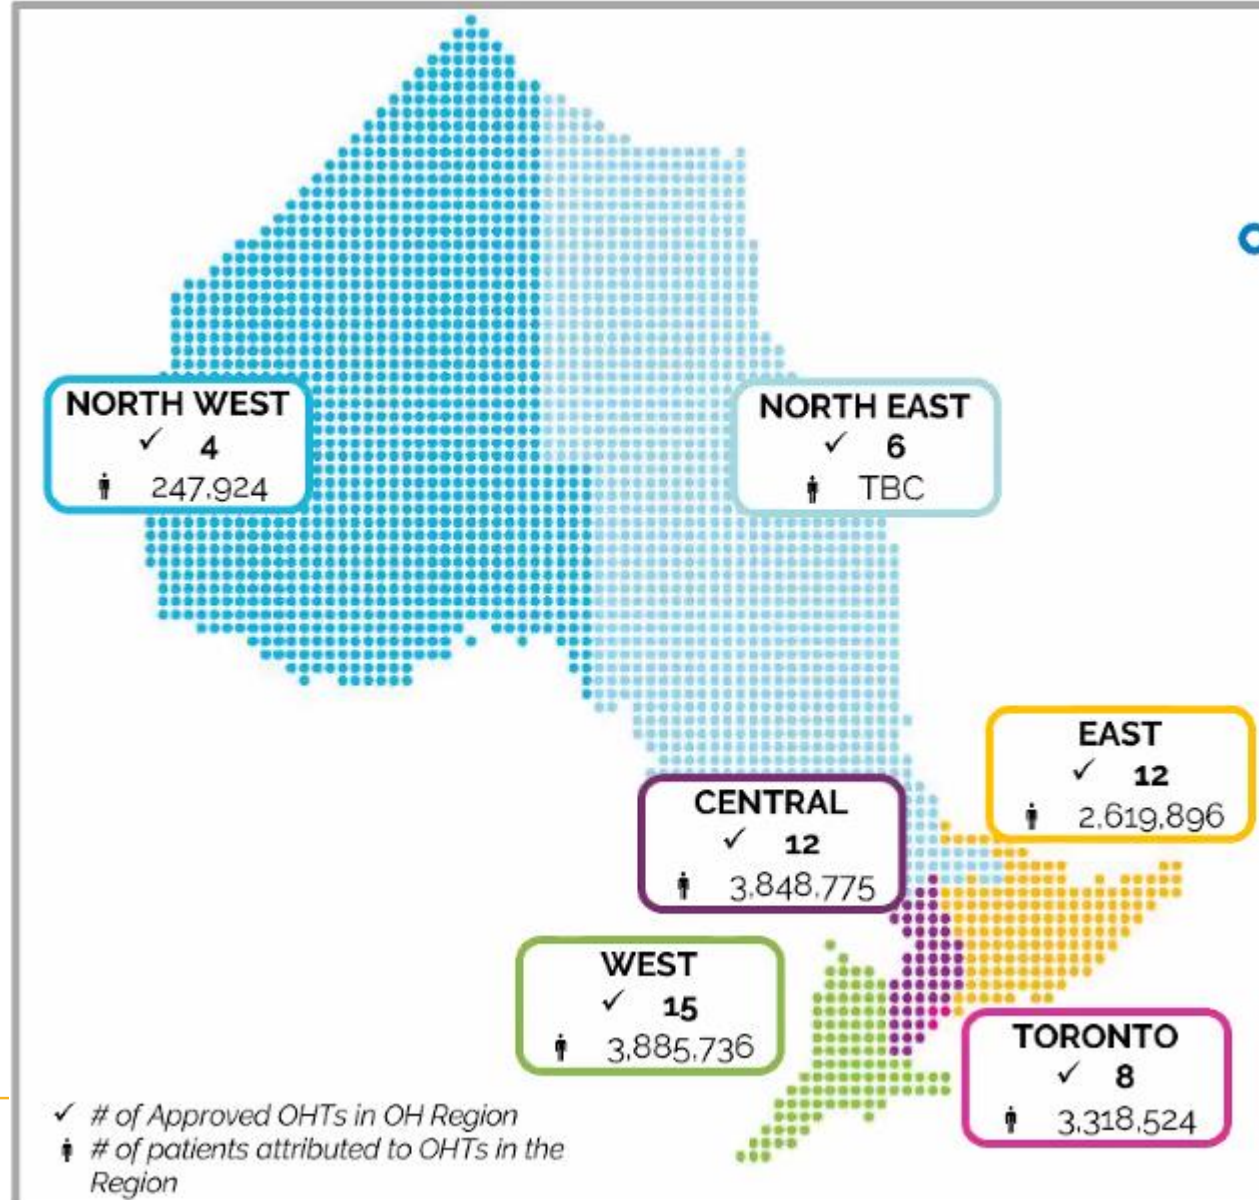 NORTH WEST
✓ 4
247,924
NORTH EAST
✓ 6
TBC
EAST
✓ 12
2,619,896
CENTRAL
✓ 12
3,848,775
WEST
✓ 15
3,885,736
TORONTO
✓ 8
3,318,524
✓ # of Approved OHTs in OH Region
# of patients attributed to OHTs in the
Region